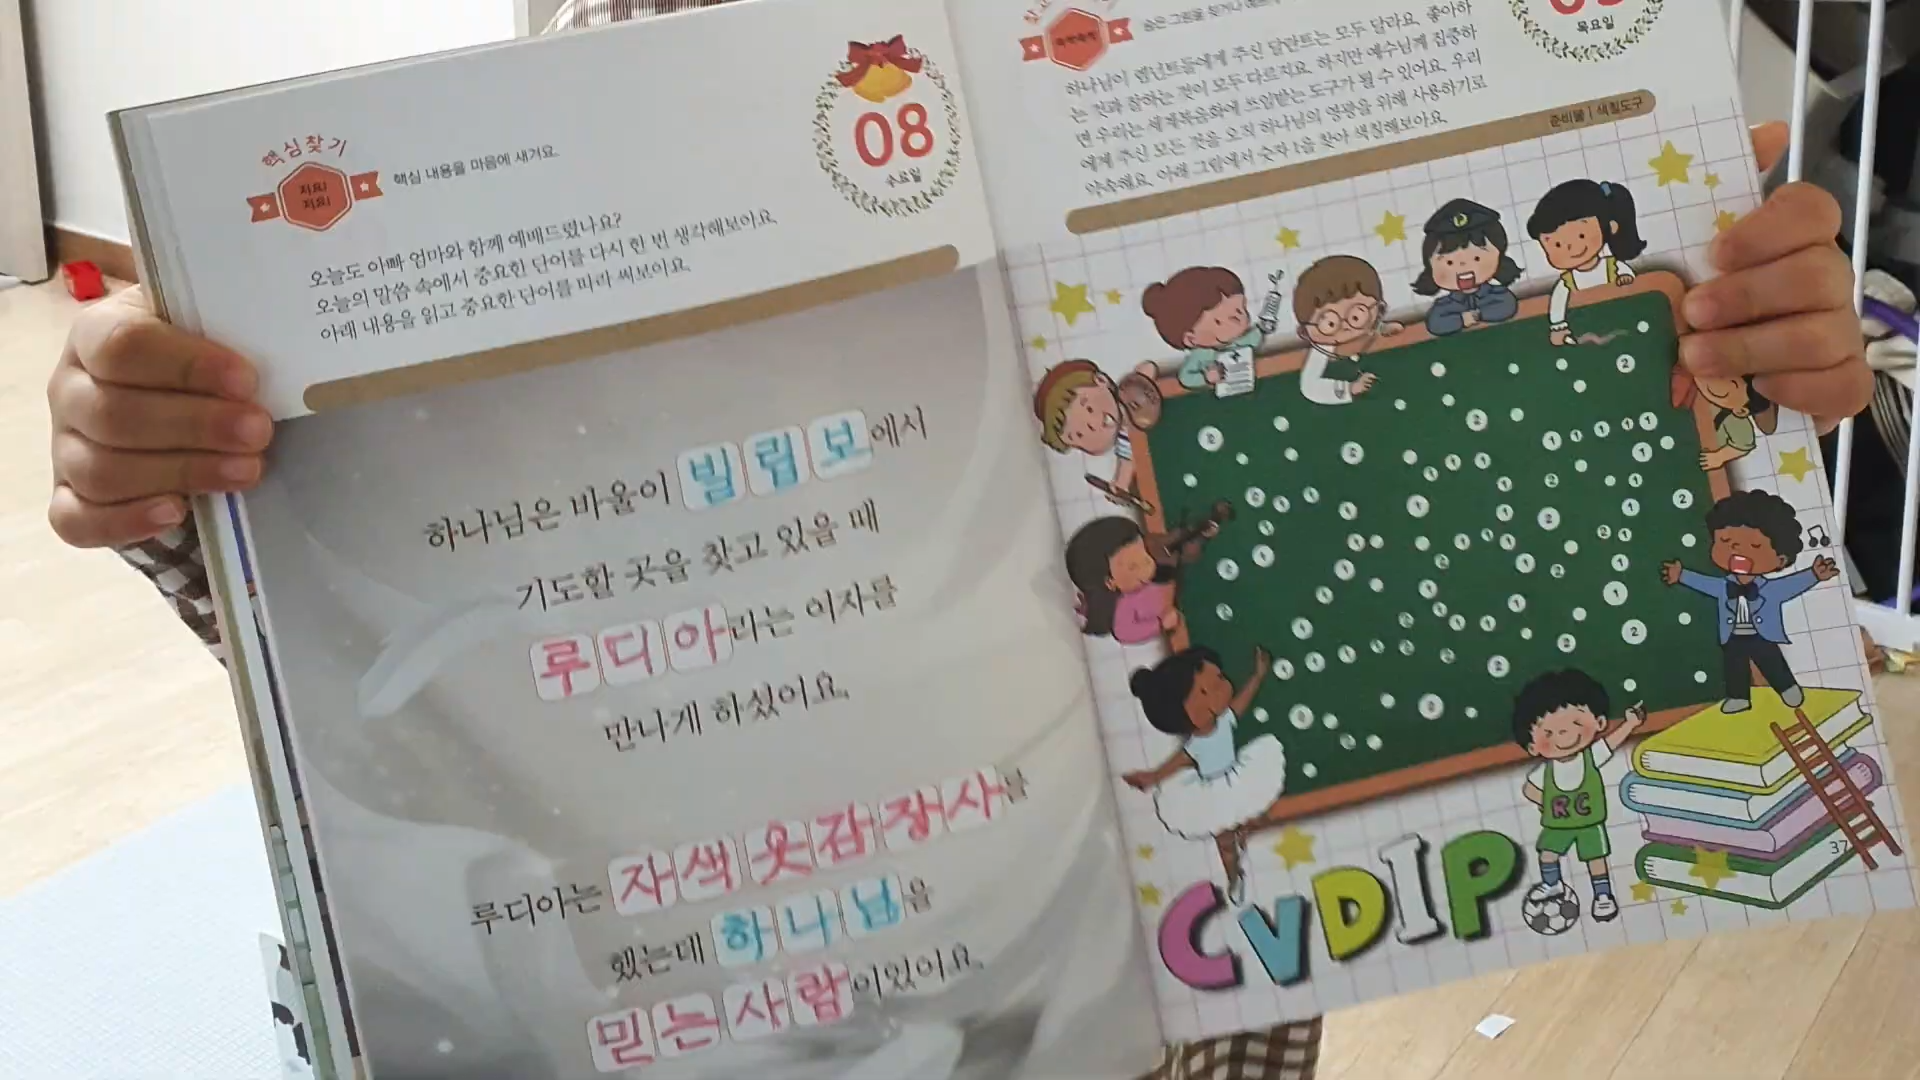 핵심찾기
저요!
저요!
핵심 내용을 마음에 새겨요.
08
수요일
오늘도 아빠 엄마와 함께 예배드렸나요?
오늘의 말씀 속에서 중요한 단어를 다시 한 번 생각해보아요.
아래 내용을 읽고 중요한 단어를 따라 써보아요.
하나님은 바울이 빌립보에서
기도할 곳을 찾고 있을 때
루디아라는 여자를
만나게 하셨어요.
루디아는 자색 옷감 장사를
했는데 하나님을
믿는 사람이었어요.
목요일
하나님이 렘넌트들에게 주신 달란트는 모두 달라요. 좋아하
는 것과 잘하는 것이 모두 다르지요. 하지만 예수님께 집중하
면 우리는 세계복음화에 쓰임받는 도구가 될 수 있어요. 우리
에게 주신 모든 것을 오직 하나님의 영광을 위해 사용하기로
약속해요. 아래 그림에서 숫자 1을 찾아 색칠해보아요.
준비물 | 색칠도구
RC
CVDIP
37